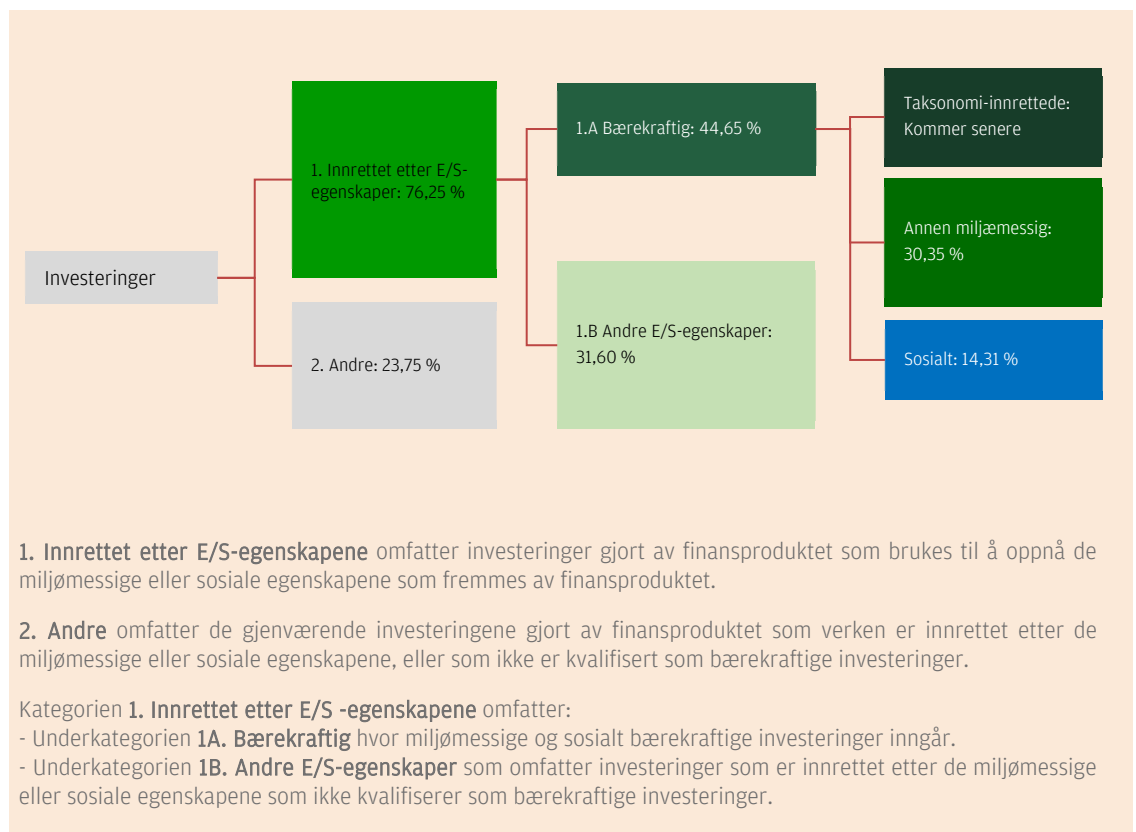 Investeringer
1. Innrettet etter E/S-
egenskaper: 76,25 %
2. Andre: 23,75 %
1.A Bærekraftig: 44,65 %
1.B Andre E/S-egenskaper:
31,60 %
Taksonomi-innrettede:
Kommer senere
Annen miljæmessig:
30,35 %
Sosialt: 14,31 %
1. Innrettet etter E/S-egenskapene omfatter investeringer gjort av finansproduktet som brukes til å oppnå de
miljømessige eller sosiale egenskapene som fremmes av finansproduktet.
2. Andre omfatter de gjenværende investeringene gjort av finansproduktet som verken er innrettet etter de
miljømessige eller sosiale egenskapene, eller som ikke er kvalifisert som bærekraftige investeringer.
Kategorien 1. Innrettet etter E/S -egenskapene omfatter:
- Underkategorien 1A. Bærekraftig hvor miljømessige og sosialt bærekraftige investeringer inngår.
- Underkategorien 1B. Andre E/S-egenskaper som omfatter investeringer som er innrettet etter de miljømessige
eller sosiale egenskapene som ikke kvalifiserer som bærekraftige investeringer.